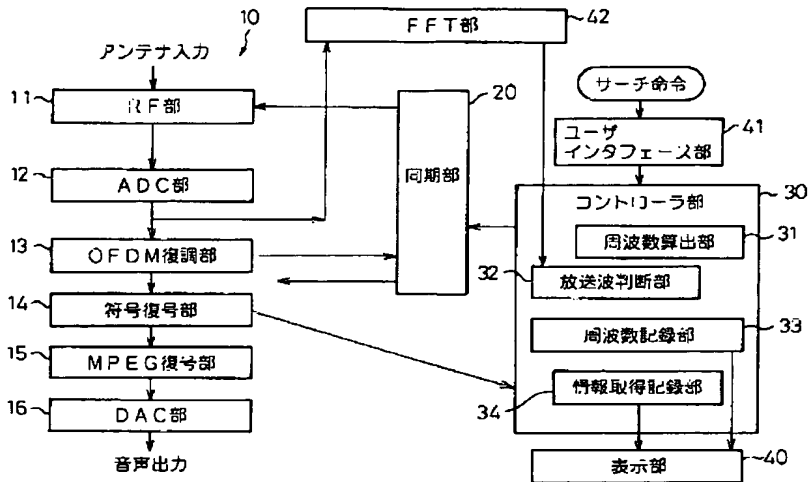 10
アンテナ入力
11
RF部
12
ADC部
13
OFDM復調部
14
符号復号部
15
MPEG復号部
16
DAC部
音声出力
FFT部
42
20
同期部
サーチ命令
ユーザ
インタフェース部
41
30
コントローラ部
周波数算出部
31
32
放送波判断部
周波数記録部
33
情報取得記録部
34
表示部
40